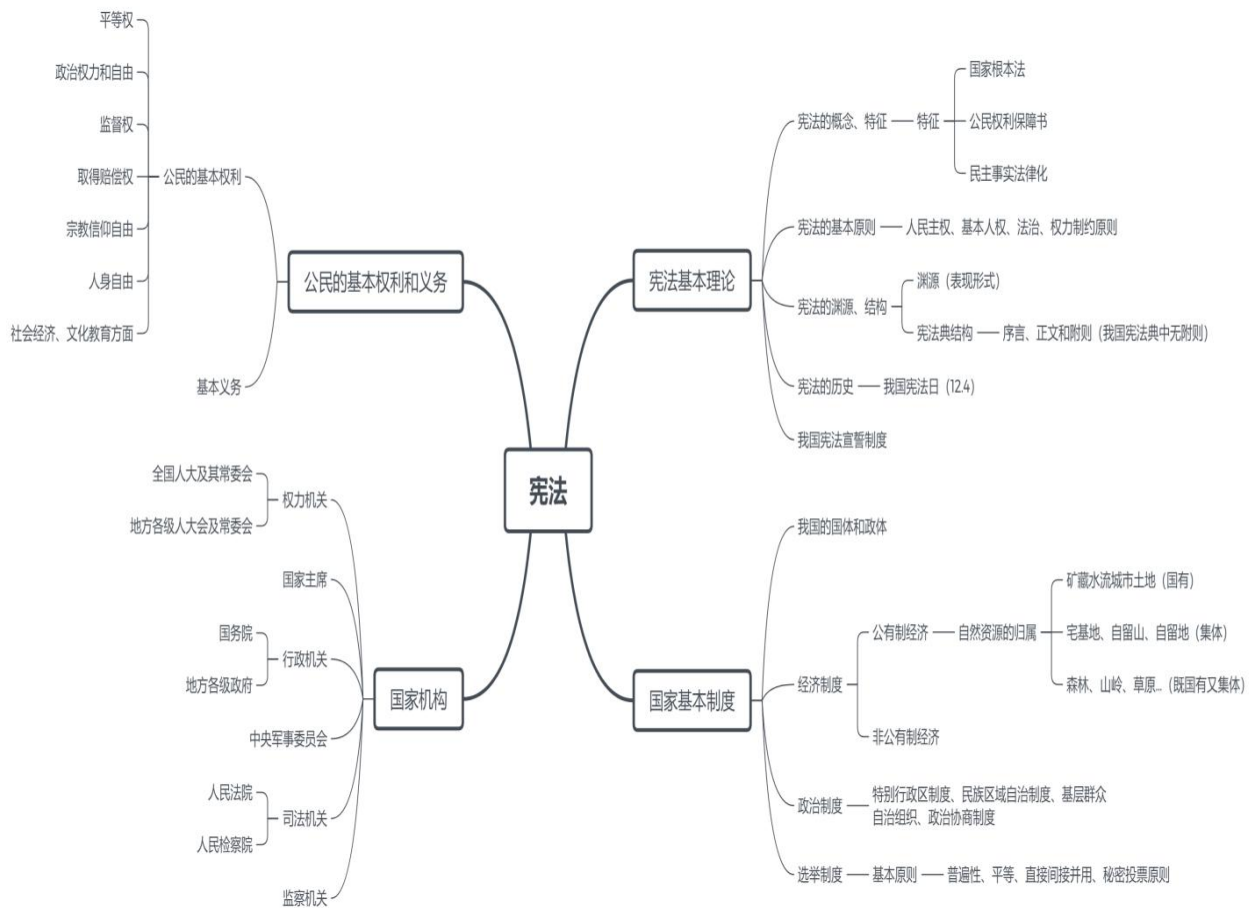 宪法
公民的基本权利和义务
公民的基本权利
平等权
政治权力和自由
监督权
取得赔偿权
宗教信仰自由
人身自由
社会经济、文化教育方面
基本义务
国家机构
权力机关
全国人大及其常委会
地方各级人大会及常委会
国家主席
行政机关
国务院
地方各级政府
中央军事委员会
司法机关
人民法院
人民检察院
监察机关
宪法基本理论
宪法的概念、特征
特征
国家根本法
公民权利保障书
民主事实法律化
宪法的基本原则
人民主权、基本人权、法治、权力制约原则
宪法的渊源、结构
渊源（表现形式）
宪法典结构
序言、正文和附则（我国宪法典中无附则）
宪法的历史
我国宪法日（12.4）
我国宪法宣誓制度
国家基本制度
我国的国体和政体
经济制度
公有制经济
自然资源的归属
矿藏水流城市土地（国有）
宅基地、自留山、自留地（集体）
森林、山岭、草原...（既国有又集体）
非公有制经济
政治制度
特别行政区制度、民族区域自治制度、基层群众
自治组织、政治协商制度
选举制度
基本原则
普遍性、平等、直接间接并用、秘密投票原则